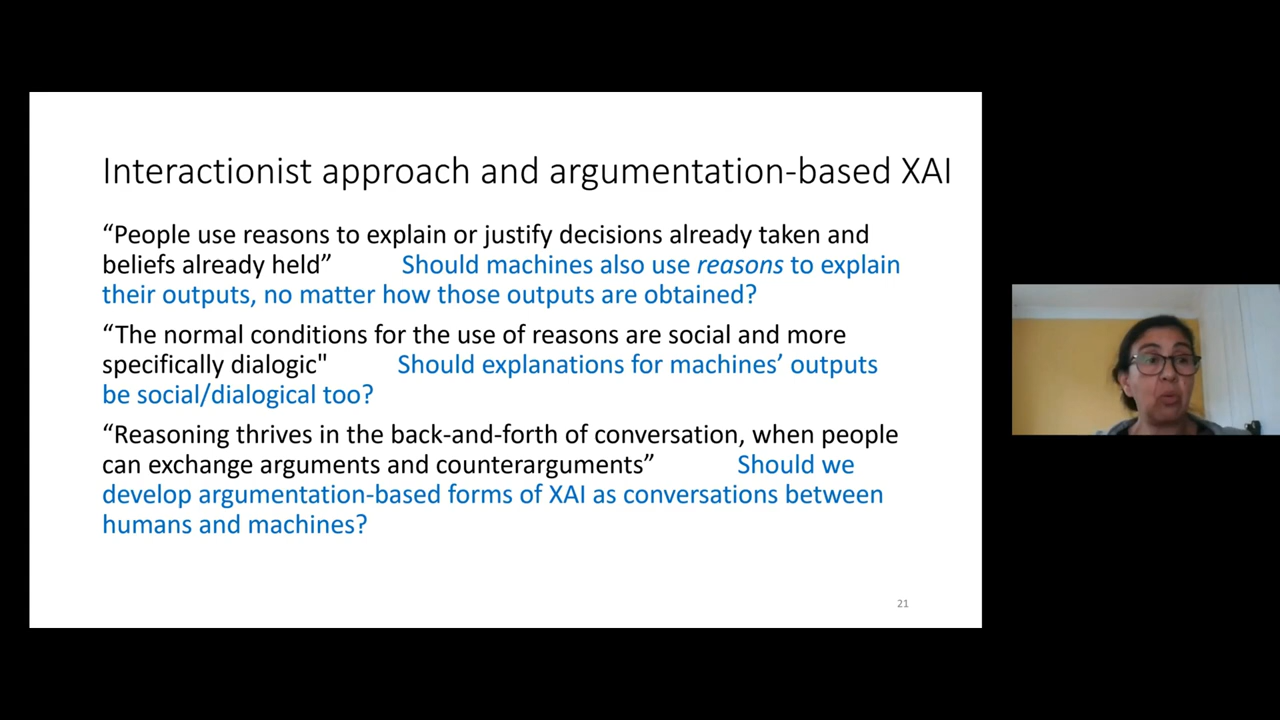 Interactionist approach and argumentation-based XAI
“People use reasons to explain or justify decisions already taken and
beliefs already held” Should machines also use reasons to explain
their outputs, no matter how those outputs are obtained?
“The normal conditions for the use of reasons are social and more
specifically dialogic" Should explanations for machines’ outputs
be social/dialogical too?
“Reasoning thrives in the back-and-forth of conversation, when people
can exchange arguments and counterarguments” Should we
develop argumentation-based forms of XAI as conversations between
humans and machines?
21